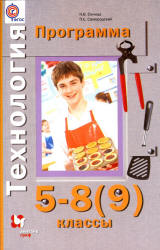 ФГОС
Н.В. Синица
П.С. Самородский
Технология
Программа
5-8(9)
классы